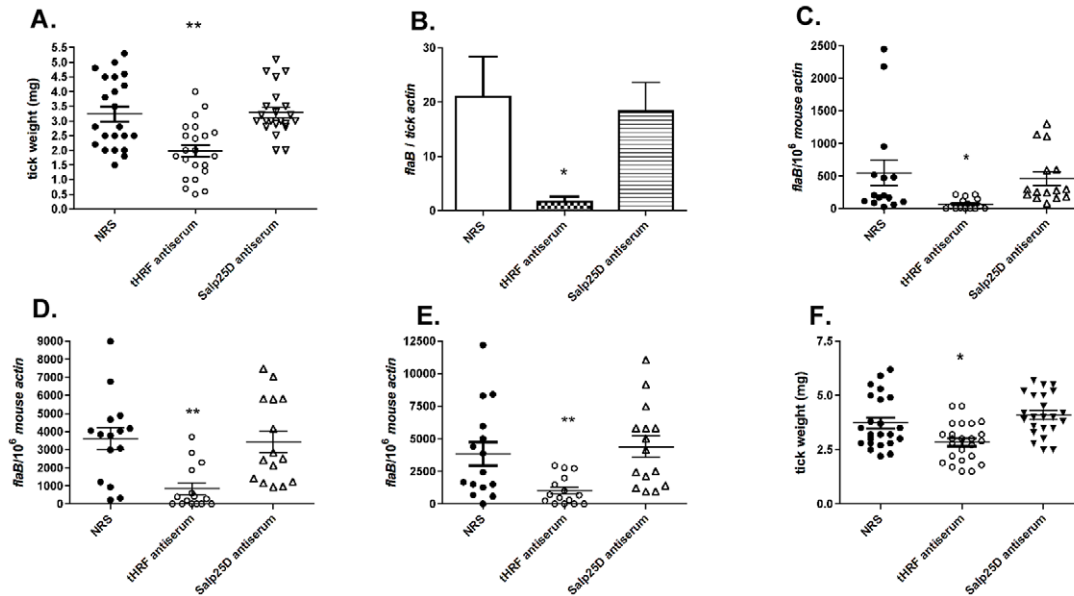 A.
**
tick weight (mg)
5.5
5.0
4.5
4.0
3.5
3.0
2.5
2.0
1.5
1.0
0.5
0.0
NRS
tHRF antiserum
Salp25D antiserum
B.
flaB / tick actin
30
20
10
0
*
NRS
tHRF antiserum
Salp25D antiserum
C.
flaB/10⁶ mouse actin
2500
2000
1500
1000
500
0
*
NRS
tHRF antiserum
Salp25D antiserum
D.
flaB/10⁶ mouse actin
9000
8000
7000
6000
5000
4000
3000
2000
1000
0
**
NRS
tHRF antiserum
Salp25D antiserum
E.
flaB/10⁶ mouse actin
12500
10000
7500
5000
2500
0
**
NRS
tHRF antiserum
Salp25D antiserum
F.
tick weight (mg)
7.5
5.0
2.5
0.0
*
NRS
tHRF antiserum
Salp25D antiserum